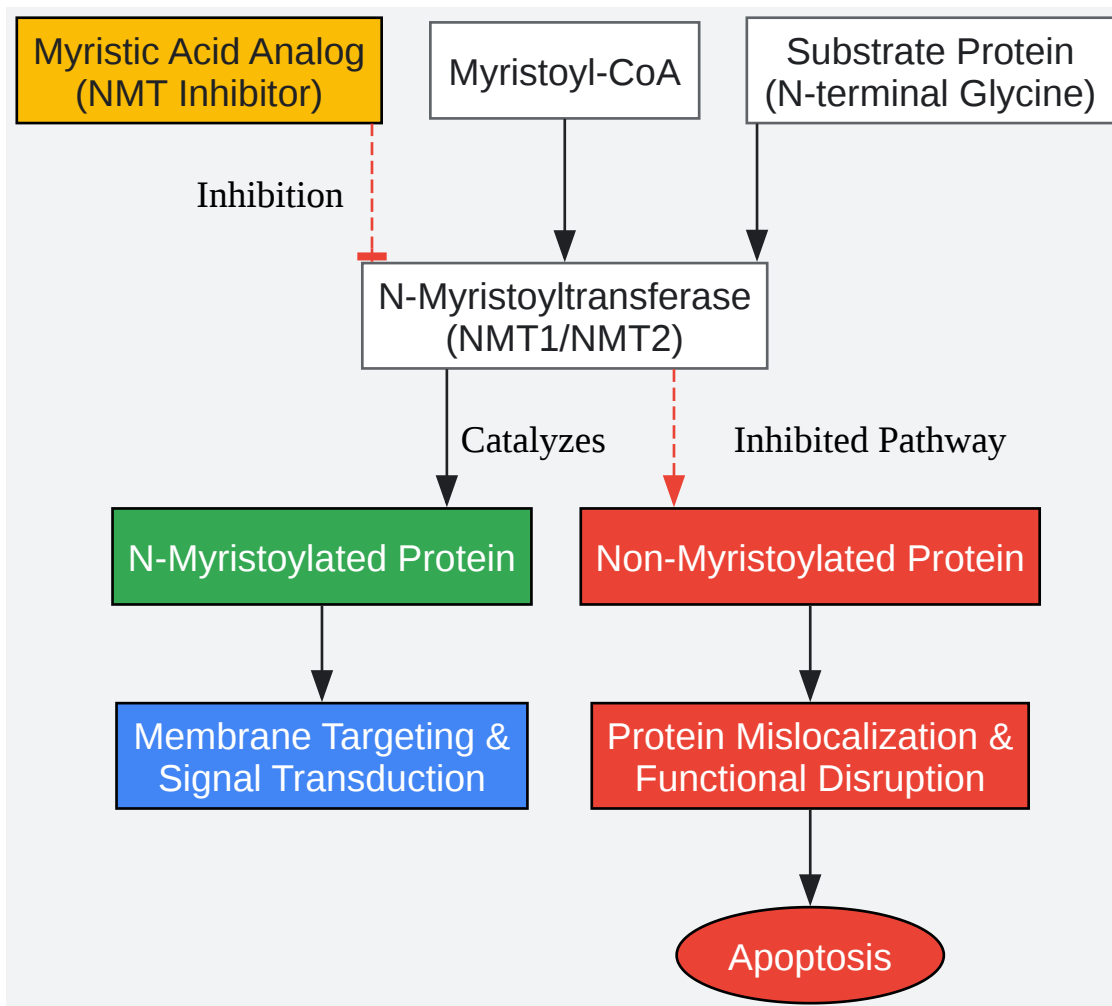 Myristic Acid Analog
(NMT Inhibitor)
Myristoyl-CoA
Substrate Protein
(N-terminal Glycine)
Inhibition
N-Myristoyltransferase
(NMT1/NMT2)
Catalyzes
Inhibited Pathway
N-Myristoylated Protein
Non-Myristoylated Protein
Membrane Targeting &
Signal Transduction
Protein Mislocalization &
Functional Disruption
Apoptosis